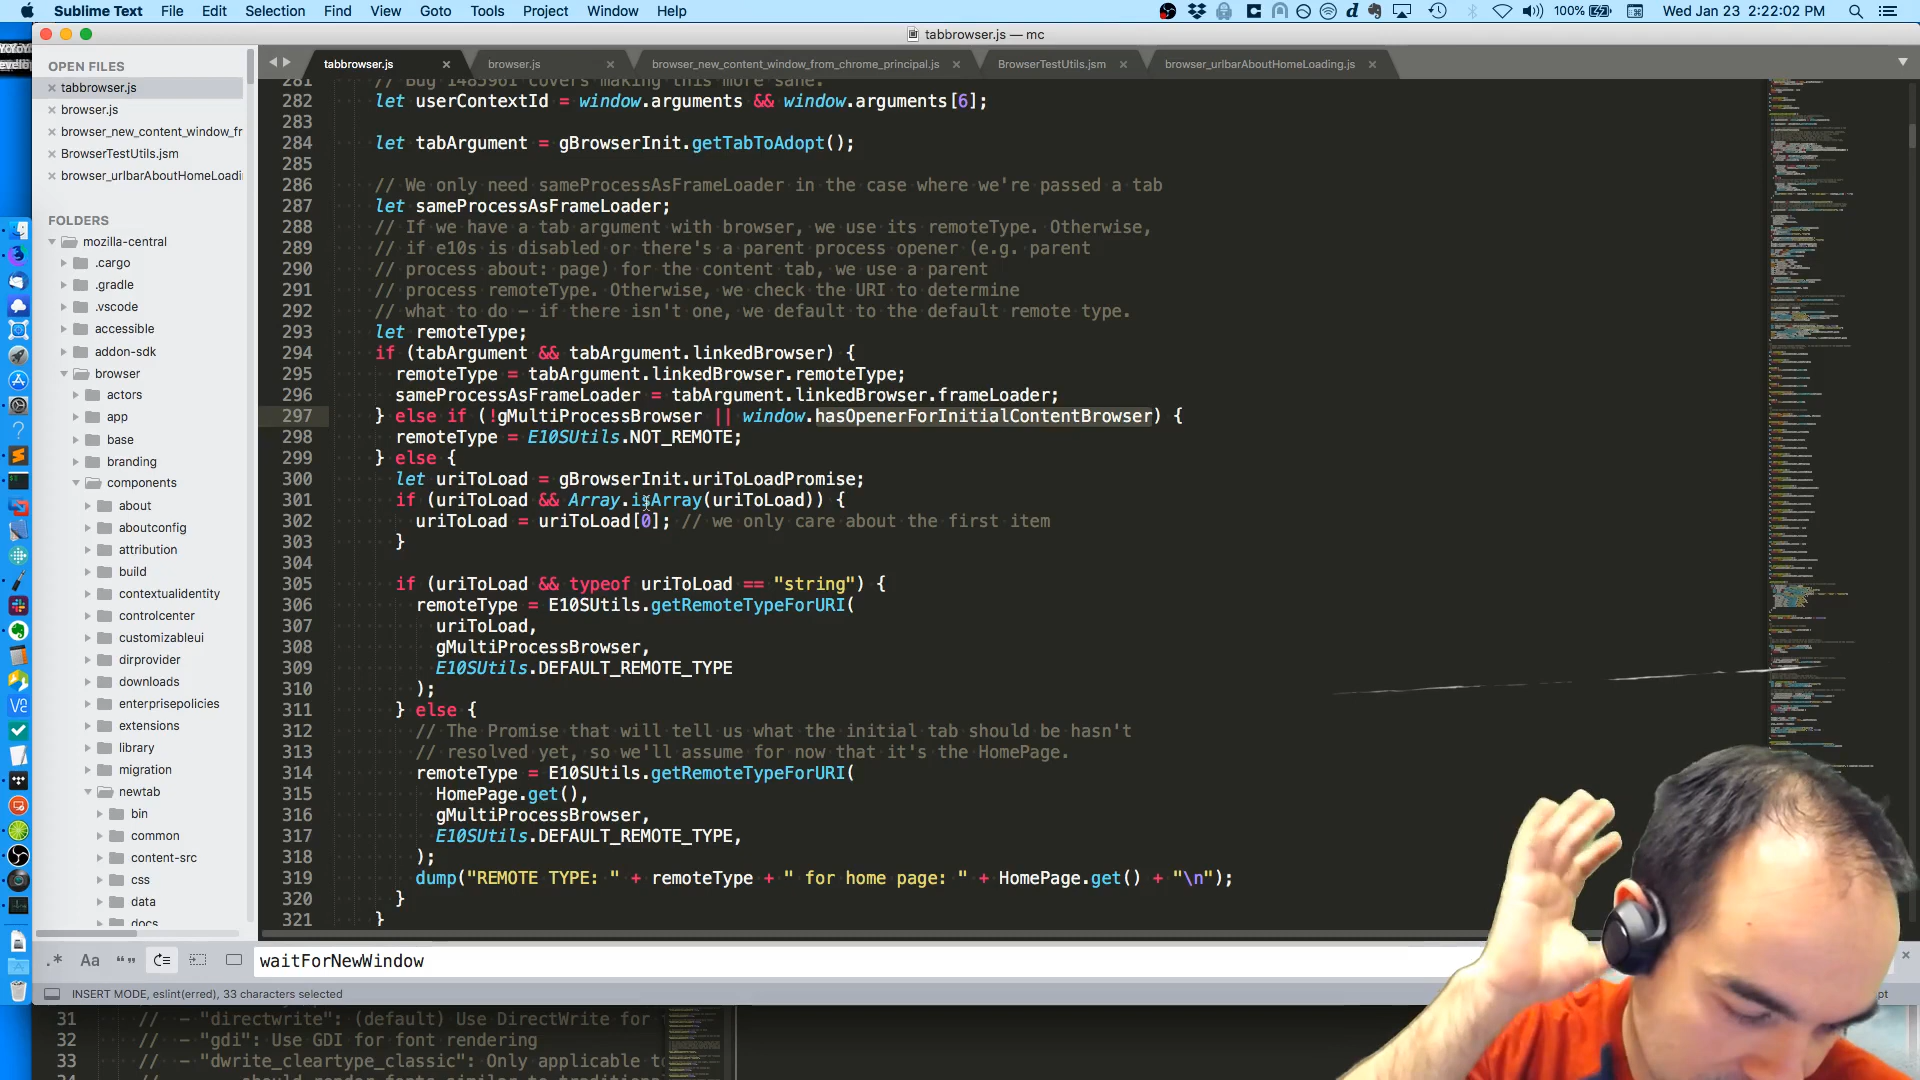 Sublime Text File Edit Selection Find View Goto Tools Project Window Help 100% Wed Jan 23 2:22:02 PM
tabbrowser.js — mc
OPEN FILES
tabbrowser.js
browser.js
browser_new_content_window_fr
BrowserTestUtils.jsm
browser_urlbarAboutHomeLoadi
FOLDERS
mozilla-central
.cargo
.gradle
.vscode
accessible
addon-sdk
browser
actors
app
base
branding
components
about
aboutconfig
attribution
build
contextualidentity
controlcenter
customizableui
dirprovider
downloads
enterprisepolicies
extensions
library
migration
newtab
bin
common
content-src
css
data
docs
tabbrowser.js browser.js browser_new_content_window_from_chrome_principal.js BrowserTestUtils.jsm browser_urlbarAboutHomeLoading.js
281 // Bug 1485961 covers making this more sane.
282 let userContextId = window.arguments && window.arguments[6];
283
284 let tabArgument = gBrowserInit.getTabToAdopt();
285
286 // We only need sameProcessAsFrameLoader in the case where we're passed a tab
287 let sameProcessAsFrameLoader;
288 // If we have a tab argument with browser, we use its remoteType. Otherwise,
289 // if e10s is disabled or there's a parent process opener (e.g. parent
290 // process about: page) for the content tab, we use a parent
291 // process remoteType. Otherwise, we check the URI to determine
292 // what to do - if there isn't one, we default to the default remote type.
293 let remoteType;
294 if (tabArgument && tabArgument.linkedBrowser) {
295 remoteType = tabArgument.linkedBrowser.remoteType;
296 sameProcessAsFrameLoader = tabArgument.linkedBrowser.frameLoader;
297 } else if (!gMultiProcessBrowser || window.hasOpenerForInitialContentBrowser) {
298 remoteType = E10SUtils.NOT_REMOTE;
299 } else {
300 let uriToLoad = gBrowserInit.uriToLoadPromise;
301 if (uriToLoad && Array.isArray(uriToLoad)) {
302 uriToLoad = uriToLoad[0]; // we only care about the first item
303 }
304
305 if (uriToLoad && typeof uriToLoad == "string") {
306 remoteType = E10SUtils.getRemoteTypeForURI(
307 uriToLoad,
308 gMultiProcessBrowser,
309 E10SUtils.DEFAULT_REMOTE_TYPE
310 );
311 } else {
312 // The Promise that will tell us what the initial tab should be hasn't
313 // resolved yet, so we'll assume for now that it's the HomePage.
314 remoteType = E10SUtils.getRemoteTypeForURI(
315 HomePage.get(),
316 gMultiProcessBrowser,
317 E10SUtils.DEFAULT_REMOTE_TYPE,
318 );
319 dump("REMOTE TYPE: " + remoteType + " for home page: " + HomePage.get() + "\n");
320 }
321 }
.* Aa waitForNewWindow
INSERT MODE, eslint(erred), 33 characters selected
31 // - "directwrite": (default) Use DirectWrite for
32 // - "gdi": Use GDI for font rendering
33 // - "dwrite_cleartype_classic": Only applicable to